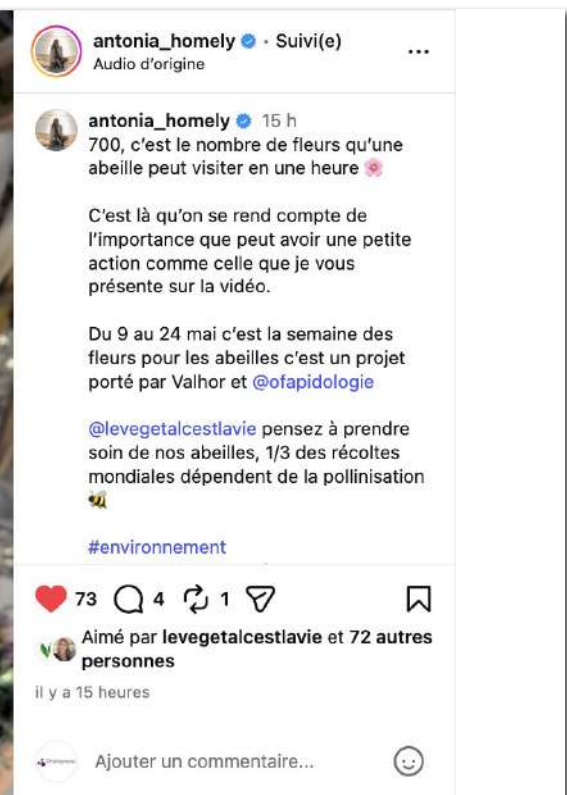 antonia_homely · Suivi(e)
Audio d'origine
...
antonia_homely 15 h
700, c'est le nombre de fleurs qu'une
abeille peut visiter en une heure 🌸
C'est là qu'on se rend compte de
l'importance que peut avoir une petite
action comme celle que je vous
présente sur la vidéo.
Du 9 au 24 mai c'est la semaine des
fleurs pour les abeilles c'est un projet
porté par Valhor et @ofapidologie
@levegetalcestlavie pensez à prendre
soin de nos abeilles, 1/3 des récoltes
mondiales dépendent de la pollinisation
🐝
#environnement
73 4 1
Aimé par levegetalcestlavie et 72 autres
personnes
il y a 15 heures
Ajouter un commentaire...